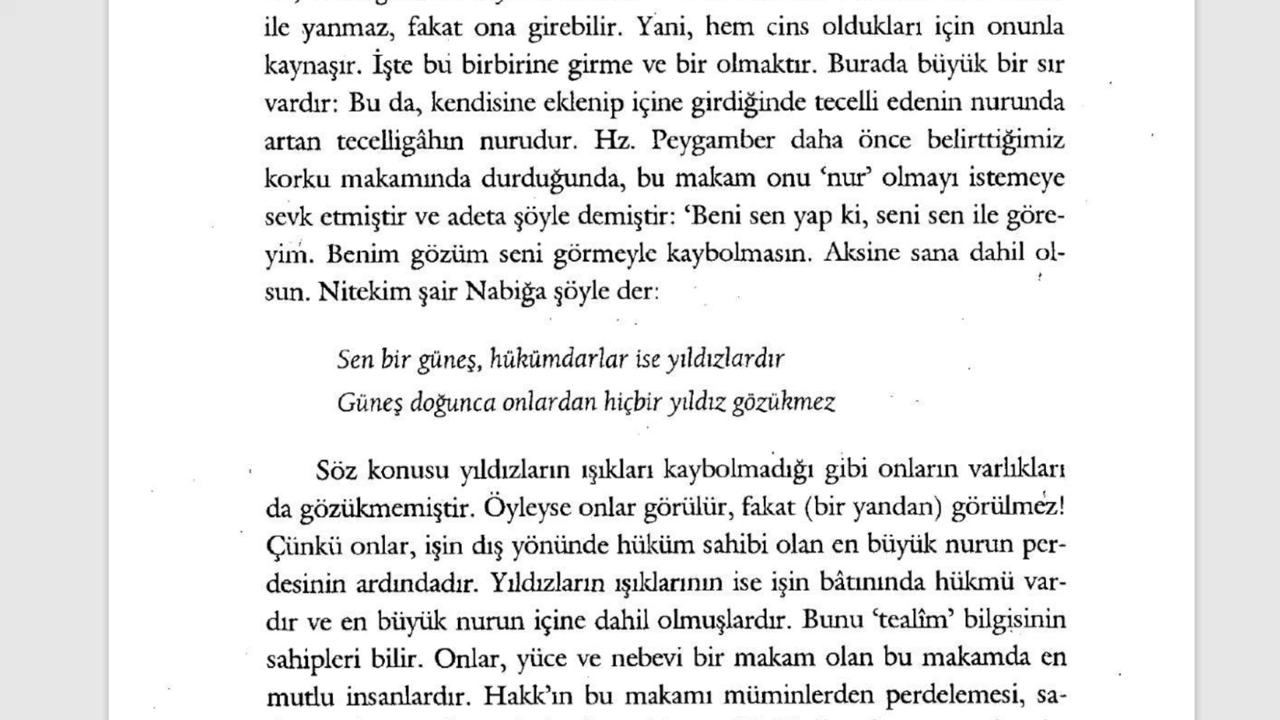 ile yanmaz, fakat ona girebilir. Yani, hem cins oldukları için onunla
kaynaşır. İşte bu birbirine girme ve bir olmaktır. Burada büyük bir sır
vardır: Bu da, kendisine eklenip içine girdiğinde tecelli edenin nurunda
artan tecelligâhın nurudur. Hz. Peygamber daha önce belirttiğimiz
korku makamında durduğunda, bu makam onu ‘nur’ olmayı istemeye
sevk etmiştir ve adeta şöyle demiştir: ‘Beni sen yap ki, seni sen ile göre-
yim. Benim gözüm seni görmeyle kaybolmasın. Aksine sana dahil ol-
sun. Nitekim şair Nabiğa şöyle der:
Sen bir güneş, hükümdarlar ise yıldızlardır
Güneş doğunca onlardan hiçbir yıldız gözükmez
Söz konusu yıldızların ışıkları kaybolmadığı gibi onların varlıkları
da gözükmemiştir. Öyleyse onlar görülür, fakat (bir yandan) görülmez!
Çünkü onlar, işin dış yönünde hüküm sahibi olan en büyük nurun per-
desinin ardındadır. Yıldızların ışıklarının ise işin bâtınında hükmü var-
dır ve en büyük nurun içine dahil olmuşlardır. Bunu ‘tealîm’ bilgisinin
sahipleri bilir. Onlar, yüce ve nebevi bir makam olan bu makamda en
mutlu insanlardır. Hakk’ın bu makamı müminlerden perdelemesi, sa-